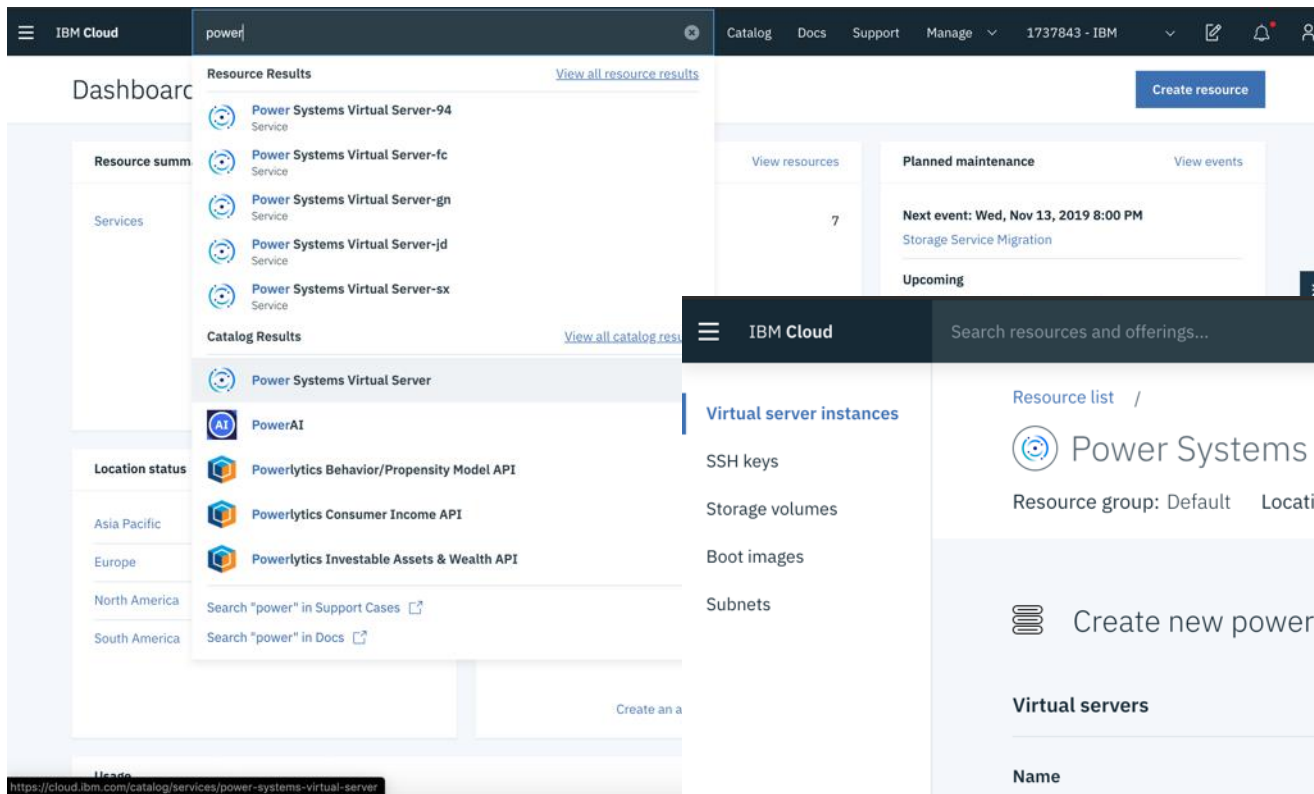 IBM Cloud
power
Catalog Docs Support Manage 1737843 - IBM
Dashboard
Create resource
Resource Results View all resource results
Power Systems Virtual Server-94
Service
Power Systems Virtual Server-fc
Service
Power Systems Virtual Server-gn
Service
Power Systems Virtual Server-jd
Service
Power Systems Virtual Server-sx
Service
Catalog Results View all catalog resu
Power Systems Virtual Server
AI PowerAI
Powerlytics Behavior/Propensity Model API
Powerlytics Consumer Income API
Powerlytics Investable Assets & Wealth API
Search "power" in Support Cases
Search "power" in Docs
Resource summ
Services
View resources
7
Planned maintenance View events
Next event: Wed, Nov 13, 2019 8:00 PM
Storage Service Migration
Upcoming
Location status
Asia Pacific
Europe
North America
South America
Create an a
Usage
https://cloud.ibm.com/catalog/services/power-systems-virtual-server
IBM Cloud
Search resources and offerings...
Virtual server instances
SSH keys
Storage volumes
Boot images
Subnets
Resource list /
Power Systems
Resource group: Default Locati
Create new power
Virtual servers
Name